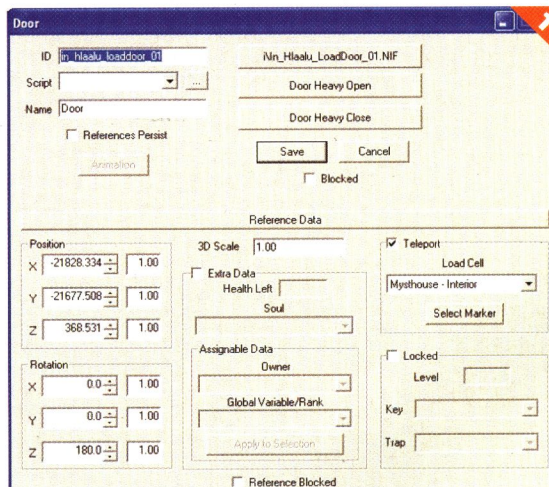 Door
ID in_hlaalu_loaddoor_01
i\In_Hlaalu_LoadDoor_01.NIF
Script ...
Door Heavy Open
Name Door
Door Heavy Close
References Persist
Animation
Save Cancel
Blocked
Reference Data
Position
X -21828.334 1.00
Y -21677.508 1.00
Z 368.531 1.00
Rotation
X 0.0 1.00
Y 0.0 1.00
Z 180.0 1.00
3D Scale 1.00
Extra Data
Health Left
Soul
Assignable Data
Owner
Global Variable/Rank
Apply to Selection
Reference Blocked
Teleport
Load Cell
Mysthouse - Interior
Select Marker
Locked
Level
Key
Trap